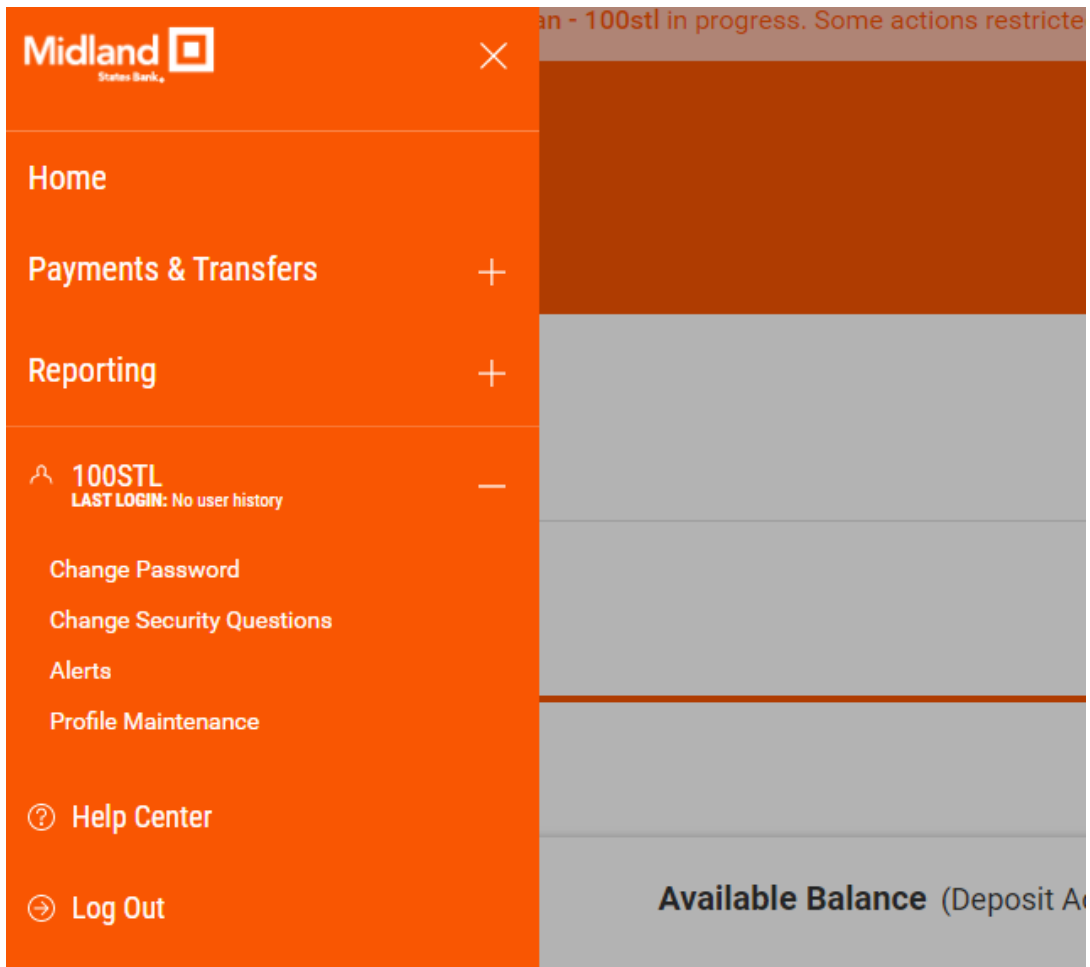 an - 100stl in progress. Some actions restricte
Midland
States Bank
Home
Payments & Transfers
Reporting
100STL
LAST LOGIN: No user history
Change Password
Change Security Questions
Alerts
Profile Maintenance
Help Center
Log Out
Available Balance (Deposit Ac